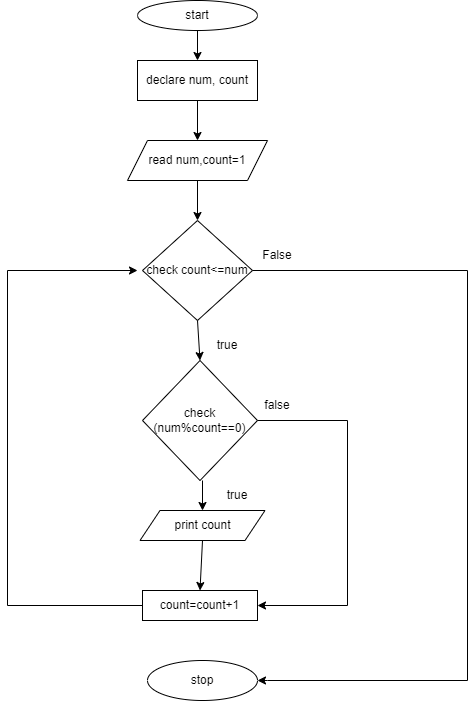 start
declare num, count
read num,count=1
check count<=num
False
true
check
(num%count==0)
false
true
print count
count=count+1
stop